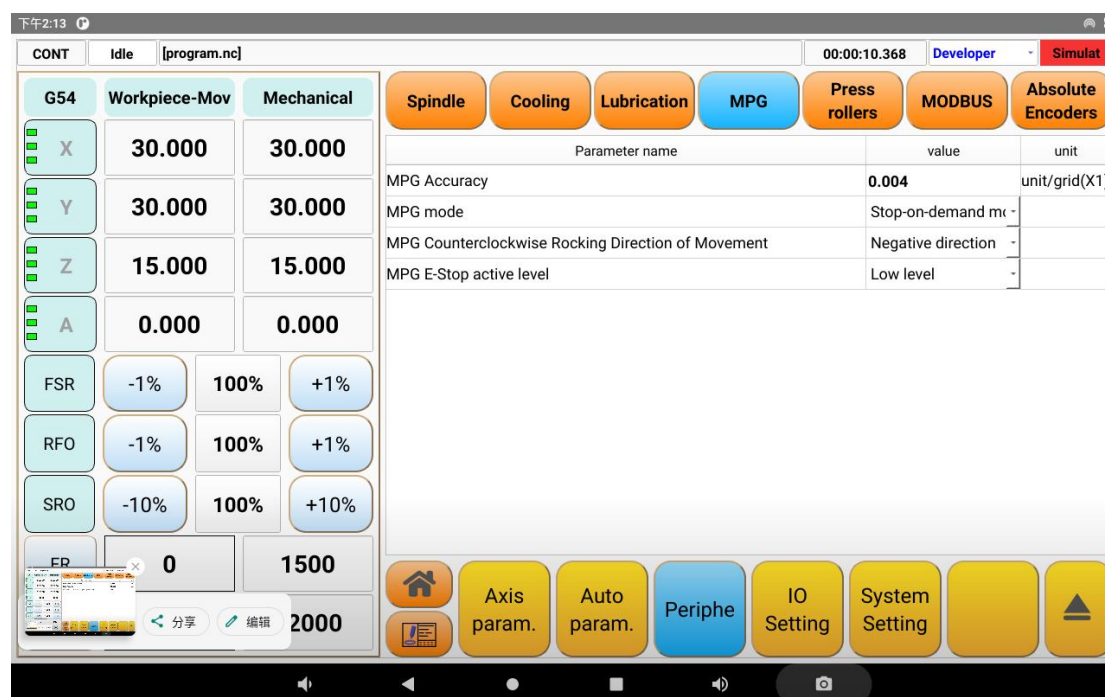 下午2:13
CONT Idle [program.nc] 00:00:10.368 Developer Simulat
G54 Workpiece-Mov Mechanical
X 30.000 30.000
Y 30.000 30.000
Z 15.000 15.000
A 0.000 0.000
FSR -1% 100% +1%
RFO -1% 100% +1%
SRO -10% 100% +10%
FR 0 1500
2000
分享 编辑
Spindle Cooling Lubrication MPG Press rollers MODBUS Absolute Encoders
Parameter name value unit
MPG Accuracy 0.004 unit/grid(X1)
MPG mode Stop-on-demand mo
MPG Counterclockwise Rocking Direction of Movement Negative direction
MPG E-Stop active level Low level
Axis param. Auto param. Periphe IO Setting System Setting